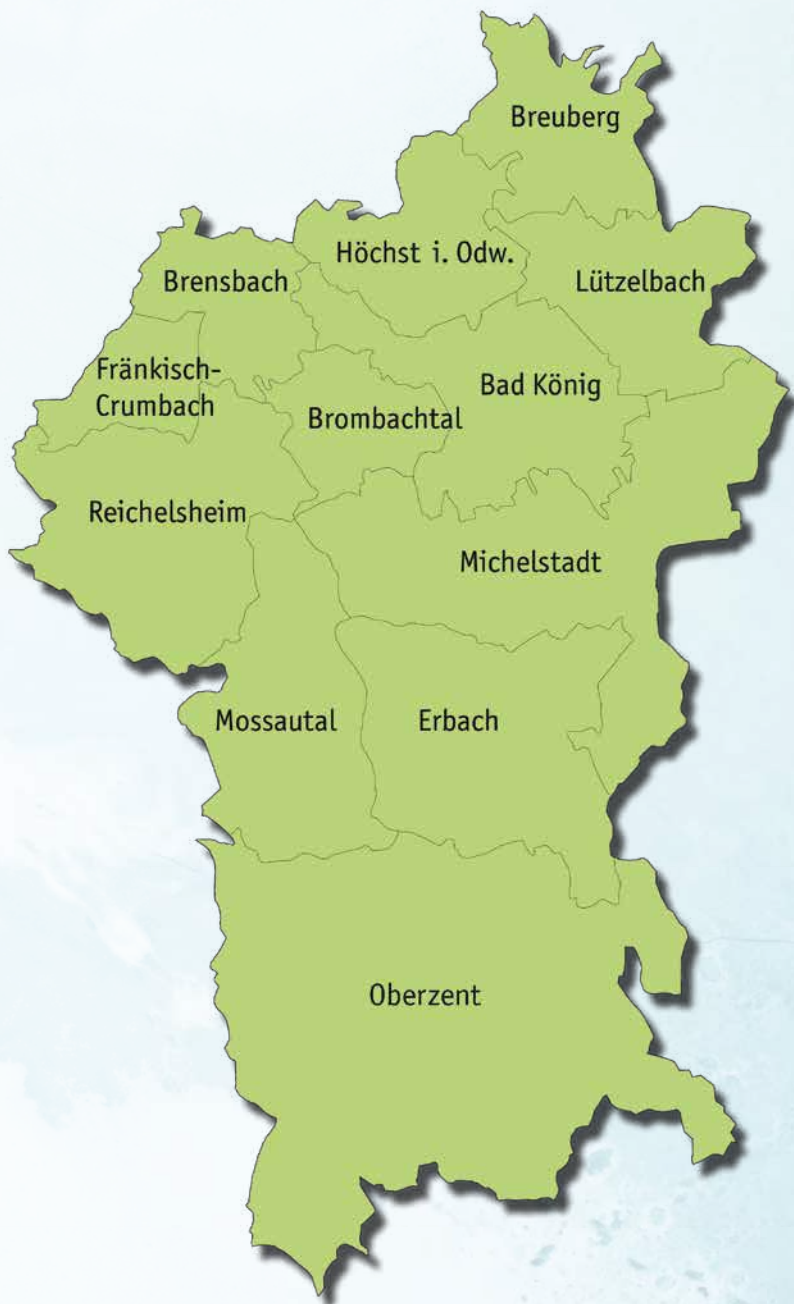 Breuberg
Höchst i. Odw.
Brensbach
Lützelbach
Fränkisch-
Crumbach
Bad König
Brombachtal
Reichelsheim
Michelstadt
Mossautal
Erbach
Oberzent